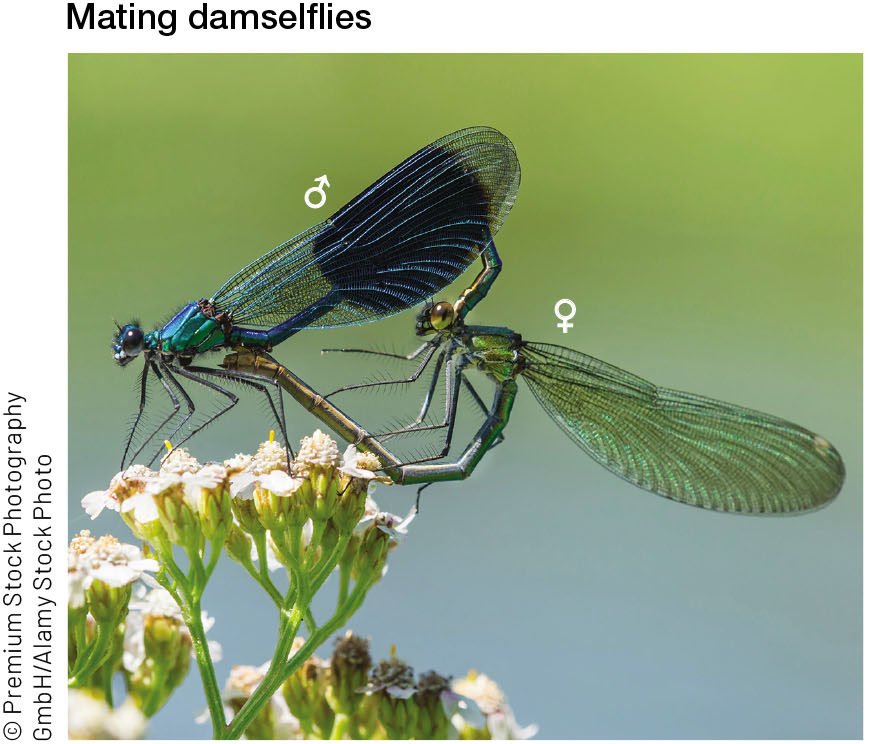 Mating damselflies
♂
♀
© Premium Stock Photography
GmbH/Alamy Stock Photo